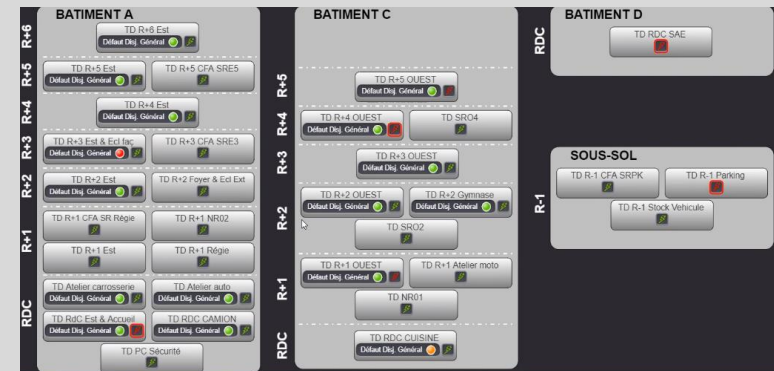 BATIMENT A
R+6
TD R+6 Est
Défaut Disj. Général
R+5
TD R+5 Est
Défaut Disj. Général
TD R+5 CFA SRE5
R+4
TD R+4 Est
Défaut Disj. Général
R+3
TD R+3 Est & Ecl faç
Défaut Disj. Général
TD R+3 CFA SRE3
R+2
TD R+2 Est
Défaut Disj. Général
TD R+2 Foyer & Ecl Ext
R+1
TD R+1 CFA SR Régie
TD R+1 NR02
TD R+1 Est
TD R+1 Régie
RDC
TD Atelier carrosserie
Défaut Disj. Général
TD Atelier auto
Défaut Disj. Général
TD RdC Est & Accueil
Défaut Disj. Général
TD RDC CAMION
Défaut Disj. Général
TD PC Sécurité
BATIMENT C
R+5
TD R+5 OUEST
Défaut Disj. Général
R+4
TD R+4 OUEST
Défaut Disj. Général
TD SRO4
R+3
TD R+3 OUEST
Défaut Disj. Général
R+2
TD R+2 OUEST
Défaut Disj. Général
TD R+2 Gymnase
Défaut Disj. Général
TD SRO2
R+1
TD R+1 OUEST
Défaut Disj. Général
TD R+1 Atelier moto
TD NR01
RDC
TD RDC CUISINE
Défaut Disj. Général
BATIMENT D
RDC
TD RDC SAE
SOUS-SOL
R-1
TD R-1 CFA SRPK
TD R-1 Parking
TD R-1 Stock Vehicule